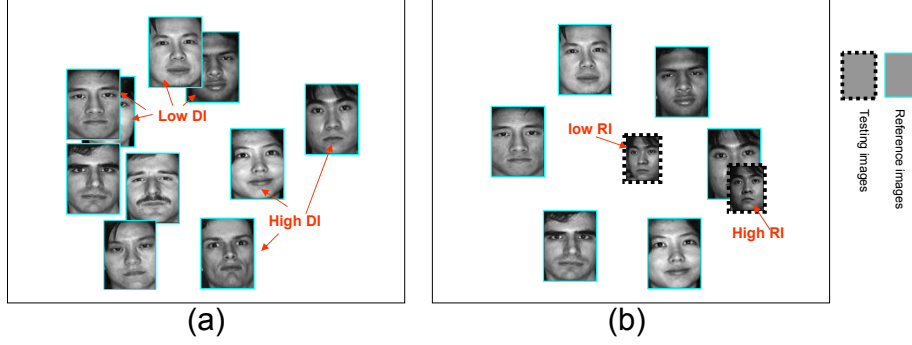 Low DI
High DI
(a)
low RI
High RI
(b)
Testing images
Reference images